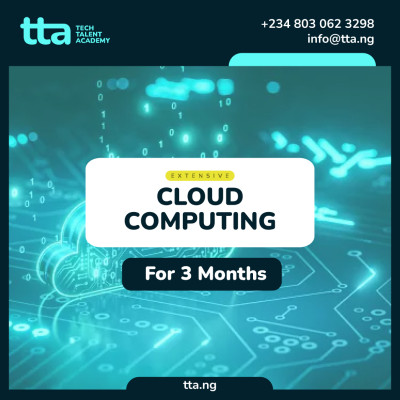 tta
TECH
TALENT
ACADEMY
+234 803 062 3298
info@tta.ng
EXTENSIVE
CLOUD
COMPUTING
For 3 Months
tta.ng